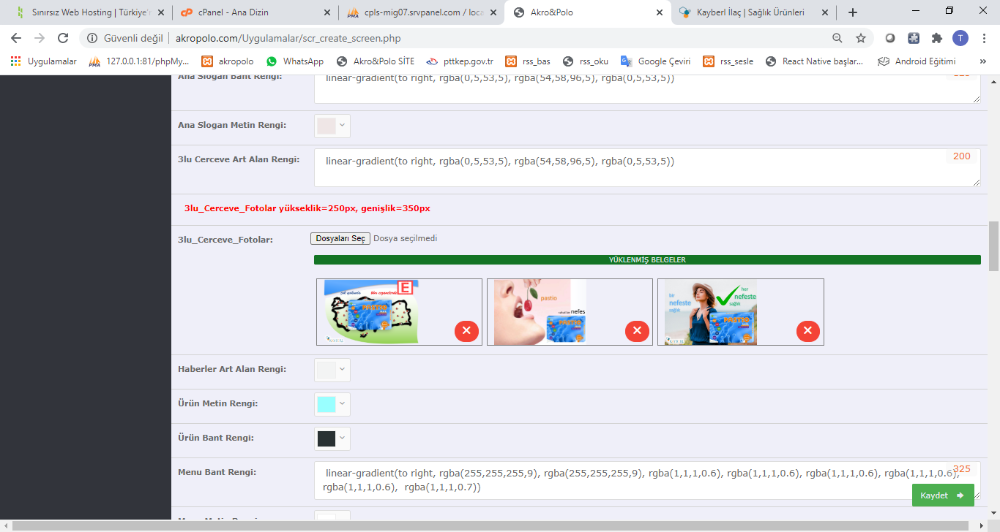 Sınırsız Web Hosting | Türkiye'n
cPanel - Ana Dizin
cpls-mig07.srvpanel.com / loca
Akro&Polo
Kayberl İlaç | Sağlık Ürünleri
Güvenli değil
akropolo.com/Uygulamalar/scr_create_screen.php
T
Uygulamalar
127.0.0.1:81/phpMy...
akropolo
WhatsApp
Akro&Polo SİTE
pttkep.gov.tr
rss_bas
rss_oku
Google Çeviri
rss_sesle
React Native başlar...
Android Eğitimi
»
Ana Slogan Bant Rengi:
linear-gradient(to right, rgba(0,5,53,5), rgba(54,58,96,5), rgba(0,5,53,5))
Ana Slogan Metin Rengi:
3lu Cerceve Art Alan Rengi:
linear-gradient(to right, rgba(0,5,53,5), rgba(54,58,96,5), rgba(0,5,53,5))
200
3lu_Cerceve_Fotolar yükseklik=250px, genişlik=350px
3lu_Cerceve_Fotolar:
Dosyaları Seç
Dosya seçilmedi
YÜKLENMİŞ BELGELER
çok yakında
tüm eczanelerde
E
PASTIO
pastio
nefes
bir
nefeste
sağlık
her
nefeste
sağlık
PASTIO
Haberler Art Alan Rengi:
Ürün Metin Rengi:
Ürün Bant Rengi:
Menu Bant Rengi:
linear-gradient(to right, rgba(255,255,255,9), rgba(255,255,255,9), rgba(1,1,1,0.6), rgba(1,1,1,0.6), rgba(1,1,1,0.6), rgba(1,1,1,0.6),
325
rgba(1,1,1,0.6), rgba(1,1,1,0.7))
Kaydet